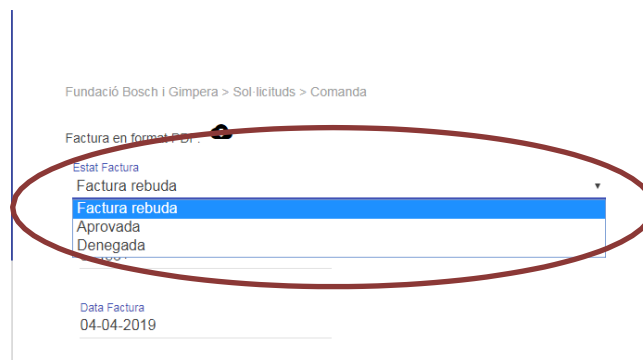 Fundació Bosch i Gimpera > Sol·licituds > Comanda
Factura en format PDF:
Estat Factura
Factura rebuda
Factura rebuda
Aprovada
Denegada
Data Factura
04-04-2019